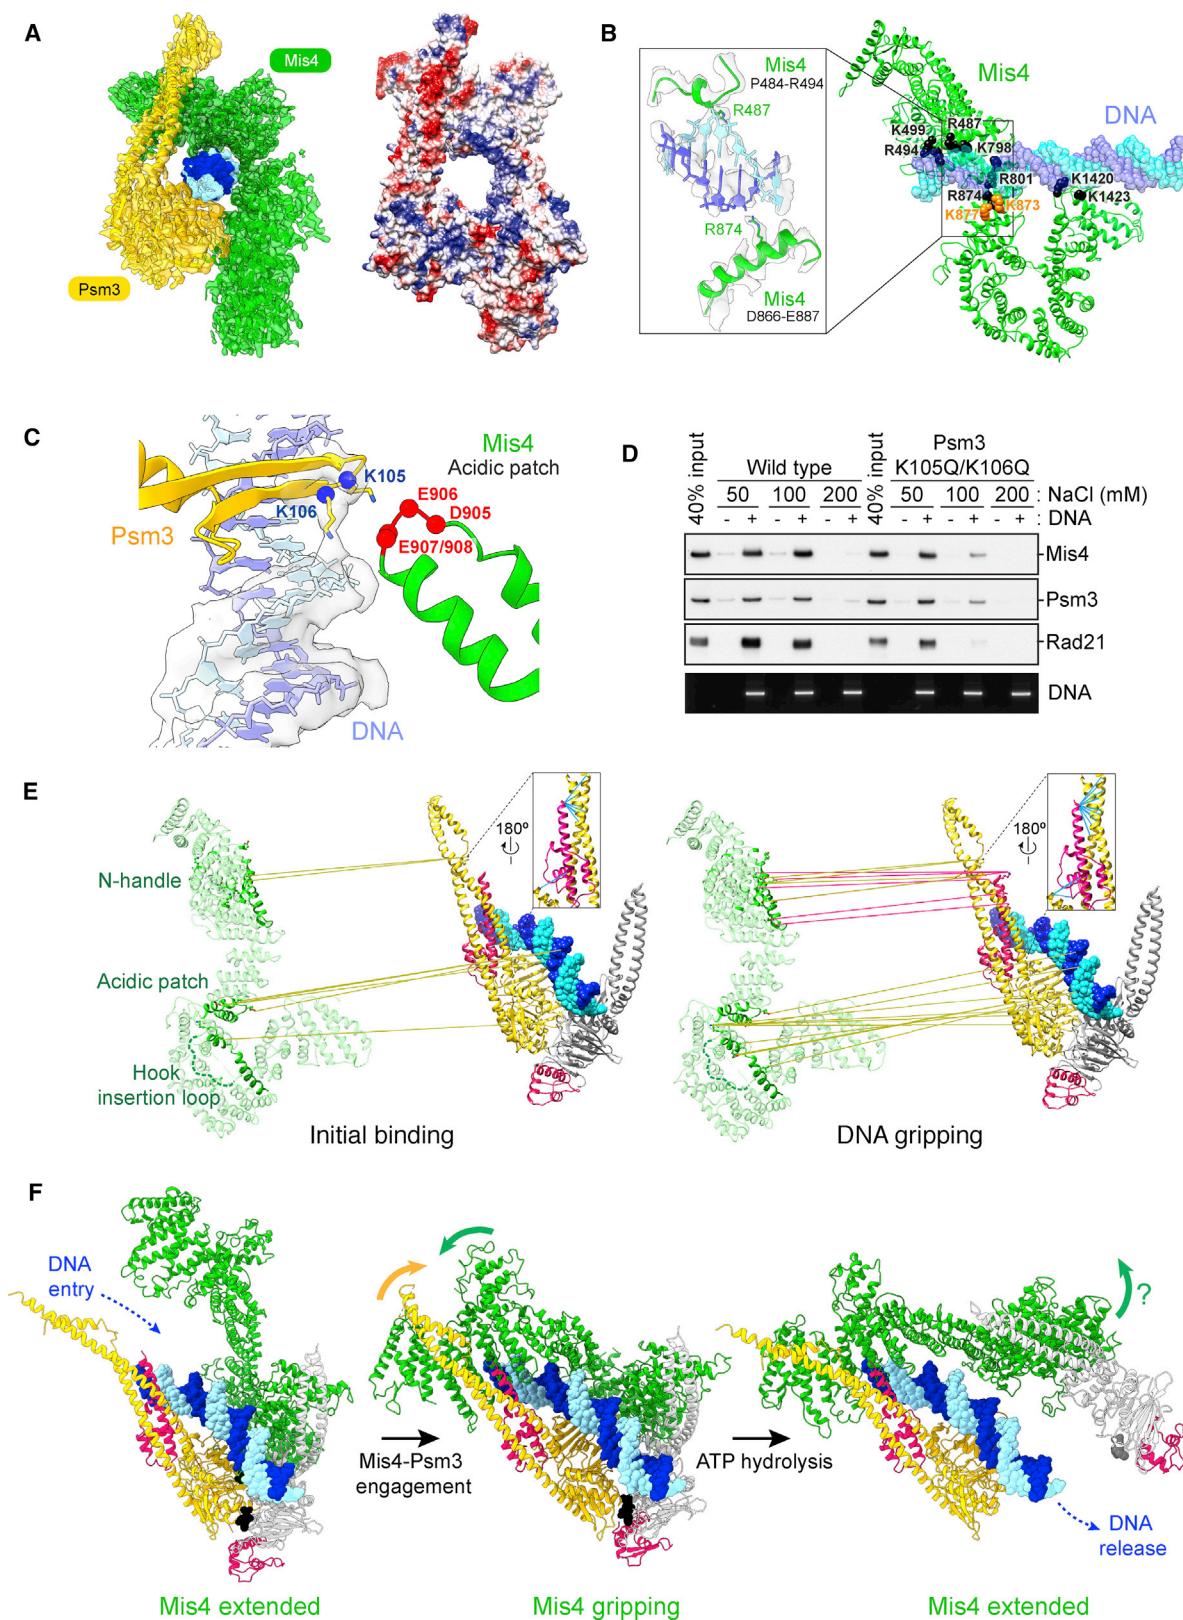 A
Mis4
Psm3
B
Mis4
P484-R494
R487
R874
Mis4
D866-E887
Mis4
DNA
K499
R487
R494
K798
R801
K1420
R874
K873
K1423
K877
C
Mis4
Acidic patch
K105
K106
E906
D905
E907/908
Psm3
DNA
D
40% input
Wild type
40% input
Psm3
K105Q/K106Q
50 100 200 50 100 200 : NaCl (mM)
- + - + - + - + - + - + : DNA
Mis4
Psm3
Rad21
DNA
E
N-handle
Acidic patch
Hook
insertion loop
180º
Initial binding
180º
DNA gripping
F
DNA
entry
Mis4-Psm3
engagement
ATP hydrolysis
?
DNA
release
Mis4 extended
Mis4 gripping
Mis4 extended